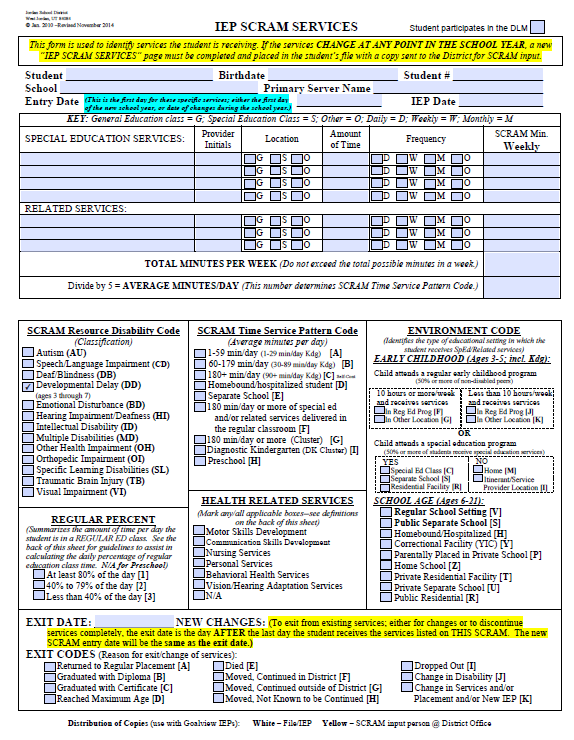 Jordan School District
West Jordan, UT 84088
© Jan. 2010 –Revised November 2014
IEP SCRAM SERVICES
Student participates in the DLM
This form is used to identify services the student is receiving. If the services CHANGE AT ANY POINT IN THE SCHOOL YEAR, a new
"IEP SCRAM SERVICES" page must be completed and placed in the student's file with a copy sent to the District for SCRAM input.
Student Birthdate Student #
School Primary Server Name
Entry Date (This is the first day for these specific services; either the first day
of the new school year, or date of changes during the school year.) IEP Date
KEY: General Education class = G; Special Education Class = S; Other = O; Daily = D; Weekly = W; Monthly = M
SPECIAL EDUCATION SERVICES: Provider Initials Location Amount of Time Frequency SCRAM Min. Weekly
G S O D W M O
G S O D W M O
G S O D W M O
G S O D W M O
RELATED SERVICES:
G S O D W M O
G S O D W M O
G S O D W M O
TOTAL MINUTES PER WEEK (Do not exceed the total possible minutes in a week.)
Divide by 5 = AVERAGE MINUTES/DAY (This number determines SCRAM Time Service Pattern Code.)
SCRAM Resource Disability Code
(Classification)
Autism (AU)
Speech/Language Impairment (CD)
Deaf/Blindness (DB)
Developmental Delay (DD)
(ages 3 through 7)
Emotional Disturbance (BD)
Hearing Impairment/Deafness (HI)
Intellectual Disability (ID)
Multiple Disabilities (MD)
Other Health Impairment (OH)
Orthopedic Impairment (OI)
Specific Learning Disabilities (SL)
Traumatic Brain Injury (TB)
Visual Impairment (VI)
REGULAR PERCENT
(Summarizes the amount of time per day the
student is in a REGULAR ED class. See the
back of this sheet for guidelines to assist in
calculating the daily percentage of regular
education class time. N/A for Preschool)
At least 80% of the day [1]
40% to 79% of the day [2]
Less than 40% of the day [3]
SCRAM Time Service Pattern Code
(Average minutes per day)
1-59 min/day (1-29 min/day Kdg) [A]
60-179 min/day (30-89 min/day Kdg) [B]
180+ min/day (90+ min/day Kdg) [C] Self-Cont
Homebound/hospitalized student [D]
Separate School [E]
180 min/day or more of special ed
and/or related services delivered in
the regular classroom [F]
180 min/day or more (Cluster) [G]
Diagnostic Kindergarten (DK Cluster) [I]
Preschool [H]
HEALTH RELATED SERVICES
(Mark any/all applicable boxes–see definitions
on the back of this sheet)
Motor Skills Development
Communication Skills Development
Nursing Services
Personal Services
Behavioral Health Services
Vision/Hearing Adaptation Services
N/A
ENVIRONMENT CODE
(Identifies the type of educational setting in which the
student receives SpEd/Related services)
EARLY CHILDHOOD (Ages 3-5; incl. Kdg):
Child attends a regular early childhood program
(50% or more of non-disabled peers)
10 hours or more/week
and receives services
In Reg Ed Prog [F]
In Other Location [G]
Less than 10 hours/week
and receives services
In Reg Ed Prog [J]
In Other Location [K]
OR
Child attends a special education program
(50% or more of students receive special education services)
YES
Special Ed Class [C]
Separate School [S]
Residential Facility [R]
NO
Home [M]
Itinerant/Service
Provider Location [I]
SCHOOL AGE (Ages 6-21):
Regular School Setting [V]
Public Separate School [S]
Homebound/Hospitalized [H]
Correctional Facility (YIC) [Y]
Parentally Placed in Private School [P]
Home School [Z]
Private Residential Facility [T]
Private Separate School [U]
Public Residential [R]
EXIT DATE: NEW CHANGES: (To exit from existing services; either for changes or to discontinue
services completely, the exit date is the day AFTER the last day the student receives the services listed on THIS SCRAM. The new
SCRAM entry date will be the same as the exit date.)
EXIT CODES (Reason for exit/change of services):
Returned to Regular Placement [A] Died [E] Dropped Out [I]
Graduated with Diploma [B] Moved, Continued in District [F] Change in Disability [J]
Graduated with Certificate [C] Moved, Continued outside of District [G] Change in Services and/or
Reached Maximum Age [D] Moved, Not Known to be Continued [H] Placement and/or New IEP [K]
Distribution of Copies (use with Goalview IEPs): White – File/IEP Yellow – SCRAM input person @ District Office